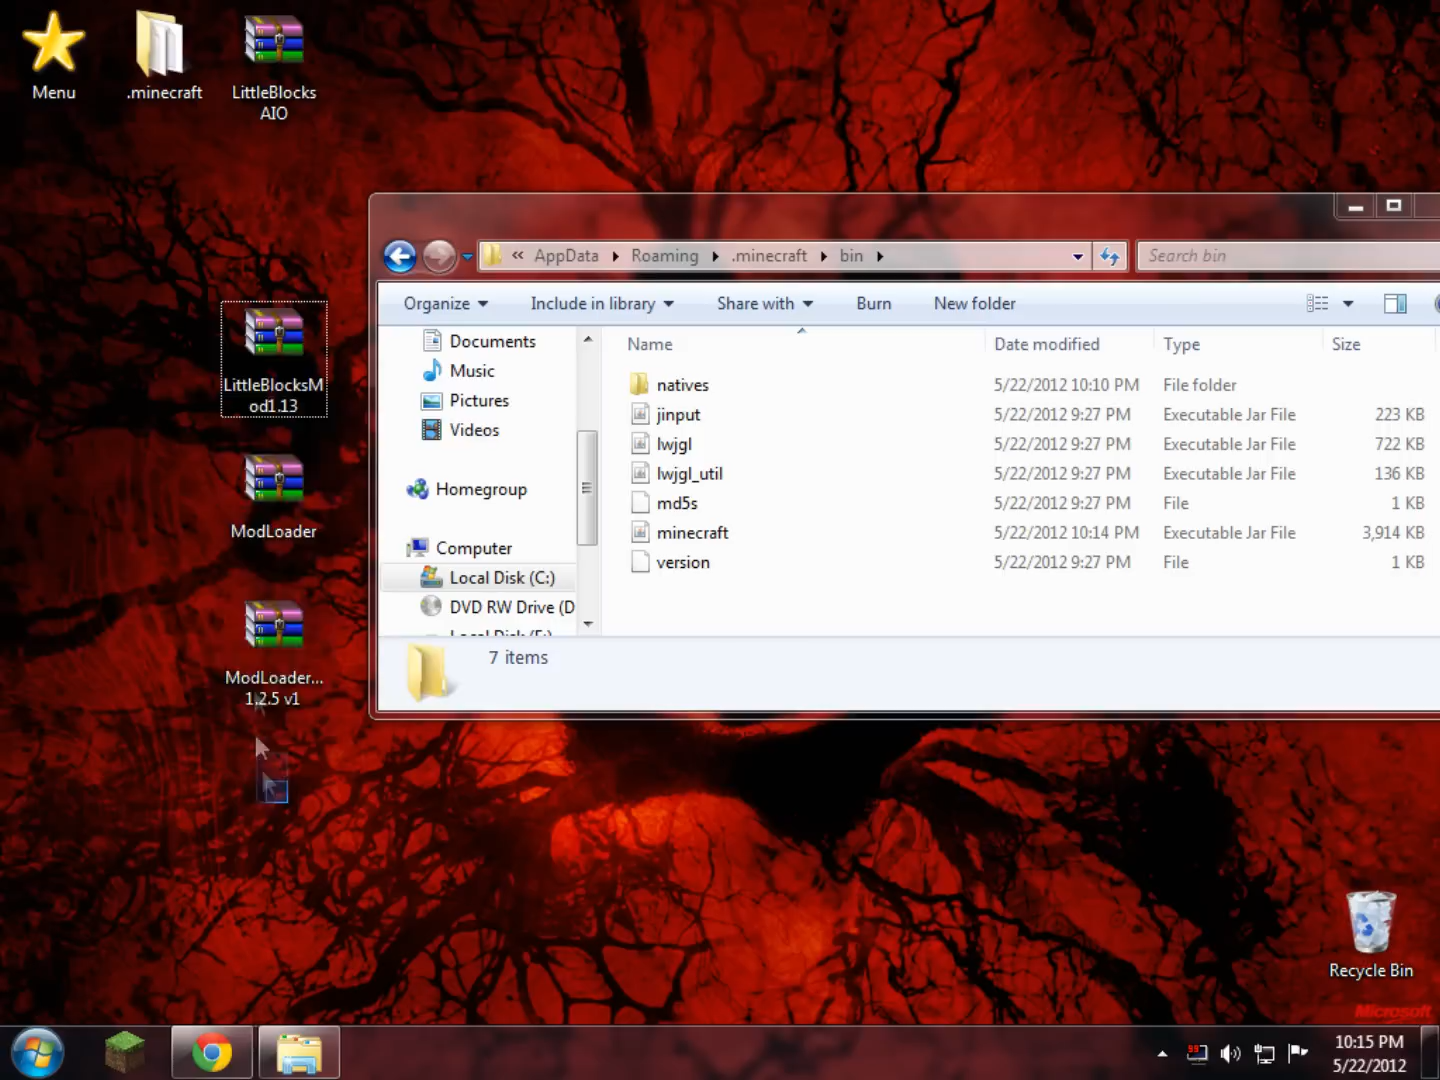 Menu
.minecraft
LittleBlocks
AIO
LittleBlocksM
od1.13
ModLoader
ModLoader...
1.2.5 v1
« AppData Roaming .minecraft bin
Search bin
Organize Include in library Share with Burn New folder
Documents
Music
Pictures
Videos
Homegroup
Computer
Local Disk (C:)
DVD RW Drive (D
Name Date modified Type Size
natives 5/22/2012 10:10 PM File folder
jinput 5/22/2012 9:27 PM Executable Jar File 223 KB
lwjgl 5/22/2012 9:27 PM Executable Jar File 722 KB
lwjgl_util 5/22/2012 9:27 PM Executable Jar File 136 KB
md5s 5/22/2012 9:27 PM File 1 KB
minecraft 5/22/2012 10:14 PM Executable Jar File 3,914 KB
version 5/22/2012 9:27 PM File 1 KB
7 items
Recycle Bin
Microsoft
10:15 PM
5/22/2012